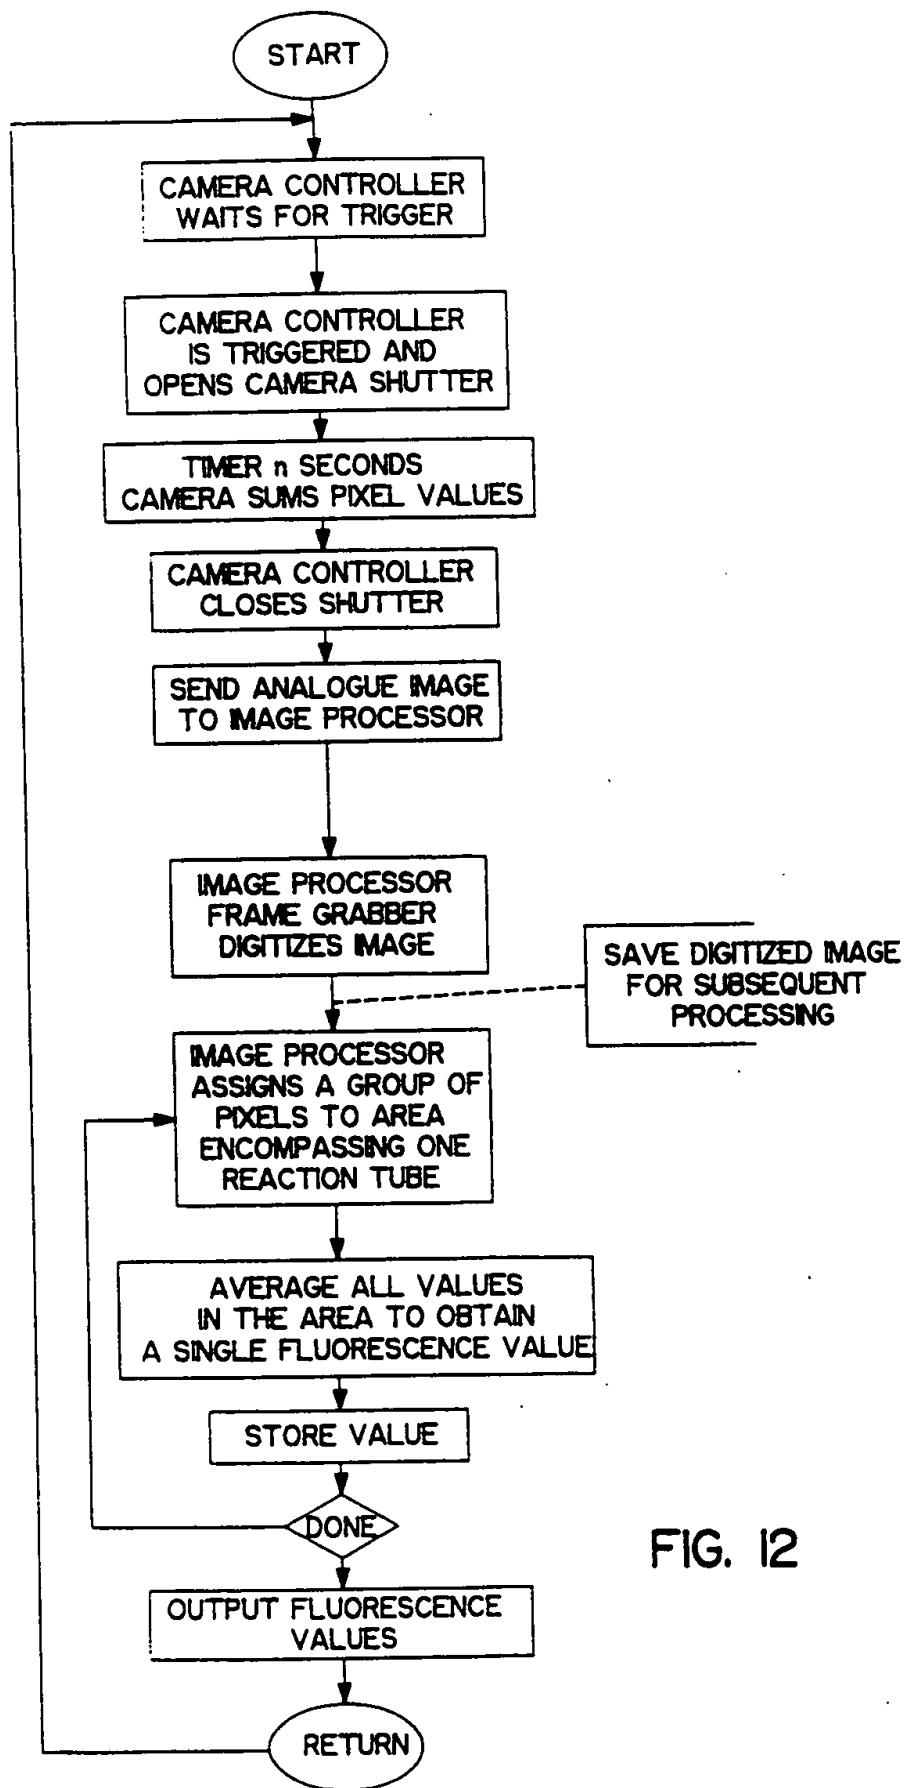 START
CAMERA CONTROLLER
WAITS FOR TRIGGER
CAMERA CONTROLLER
IS TRIGGERED AND
OPENS CAMERA SHUTTER
TIMER n SECONDS
CAMERA SUMS PIXEL VALUES
CAMERA CONTROLLER
CLOSES SHUTTER
SEND ANALOGUE IMAGE
TO IMAGE PROCESSOR
IMAGE PROCESSOR
FRAME GRABBER
DIGITIZES IMAGE
SAVE DIGITIZED IMAGE
FOR SUBSEQUENT
PROCESSING
IMAGE PROCESSOR
ASSIGNS A GROUP OF
PIXELS TO AREA
ENCOMPASSING ONE
REACTION TUBE
AVERAGE ALL VALUES
IN THE AREA TO OBTAIN
A SINGLE FLUORESCENCE VALUE
STORE VALUE
DONE
FIG. 12
OUTPUT FLUORESCENCE
VALUES
RETURN